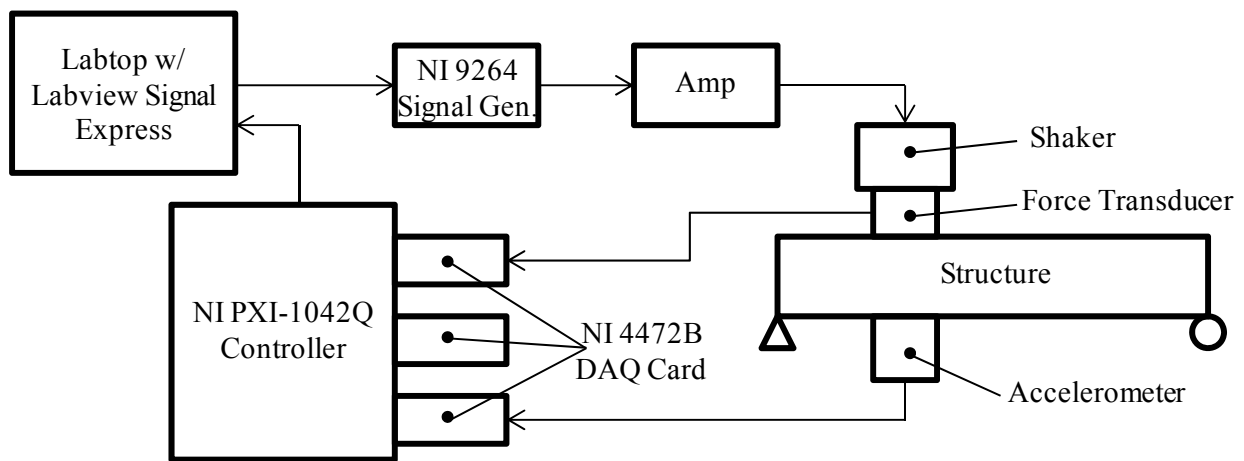 Labtop w/
Labview Signal
Express
NI 9264
Signal Gen.
Amp
Shaker
Force Transducer
Structure
NI PXI-1042Q
Controller
NI 4472B
DAQ Card
Accelerometer